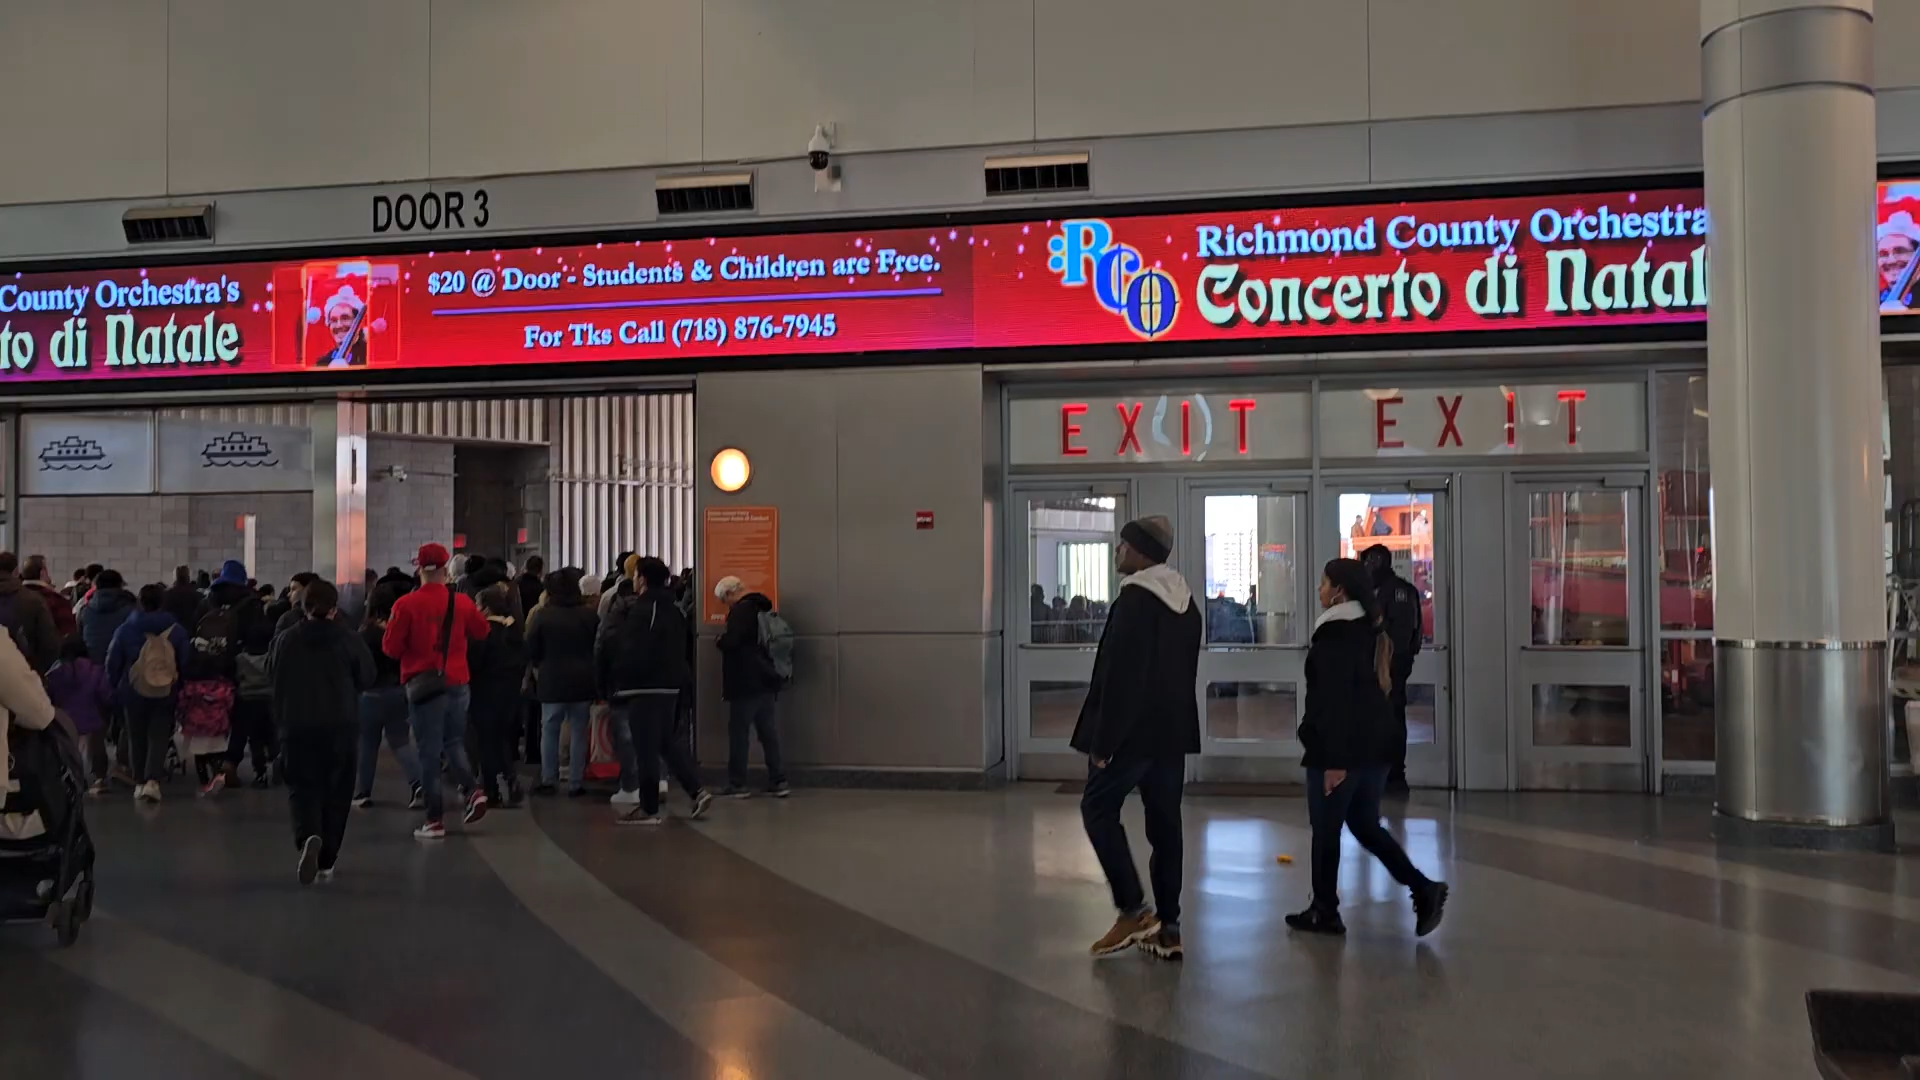 DOOR 3
County Orchestra's
to di Natale
$20 @ Door - Students & Children are Free.
For Tks Call (718) 876-7945
RCO
Richmond County Orchestra
Concerto di Natal
EXIT
EXIT